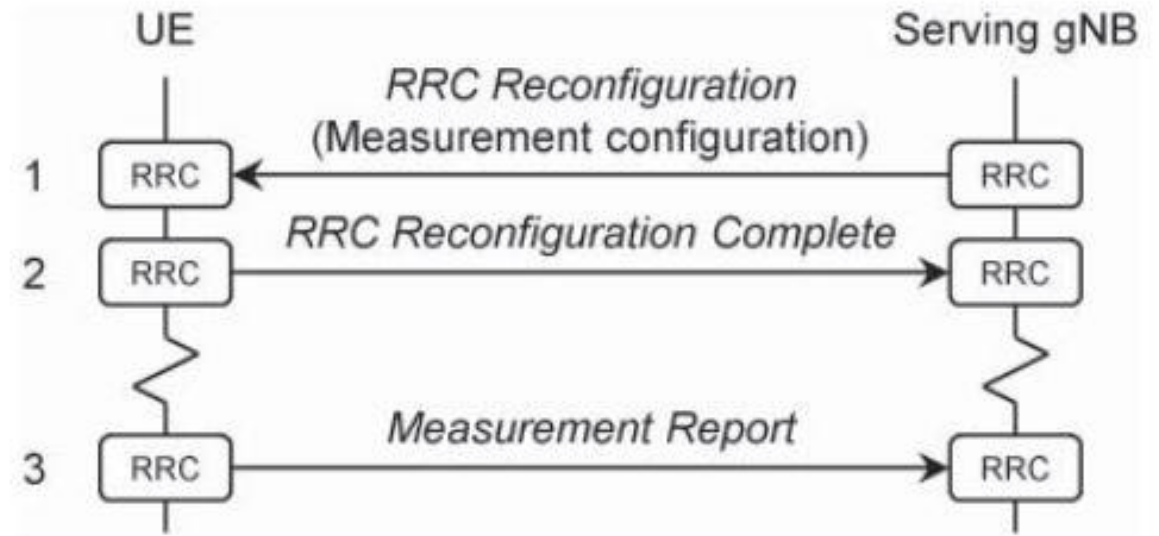 UE
Serving gNB
RRC Reconfiguration
(Measurement configuration)
1
RRC
RRC
RRC Reconfiguration Complete
2
RRC
RRC
Measurement Report
3
RRC
RRC